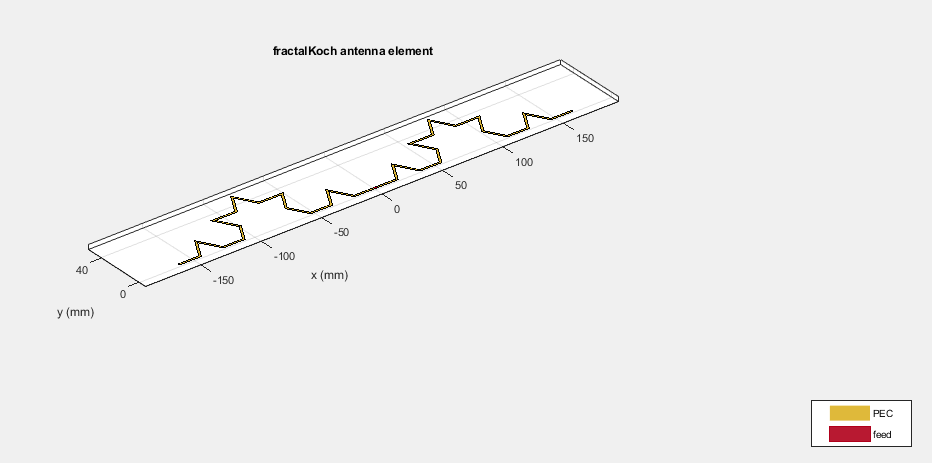 fractalKoch antenna element
150
100
50
0
-50
-100
-150
x (mm)
40
0
y (mm)
PEC
feed